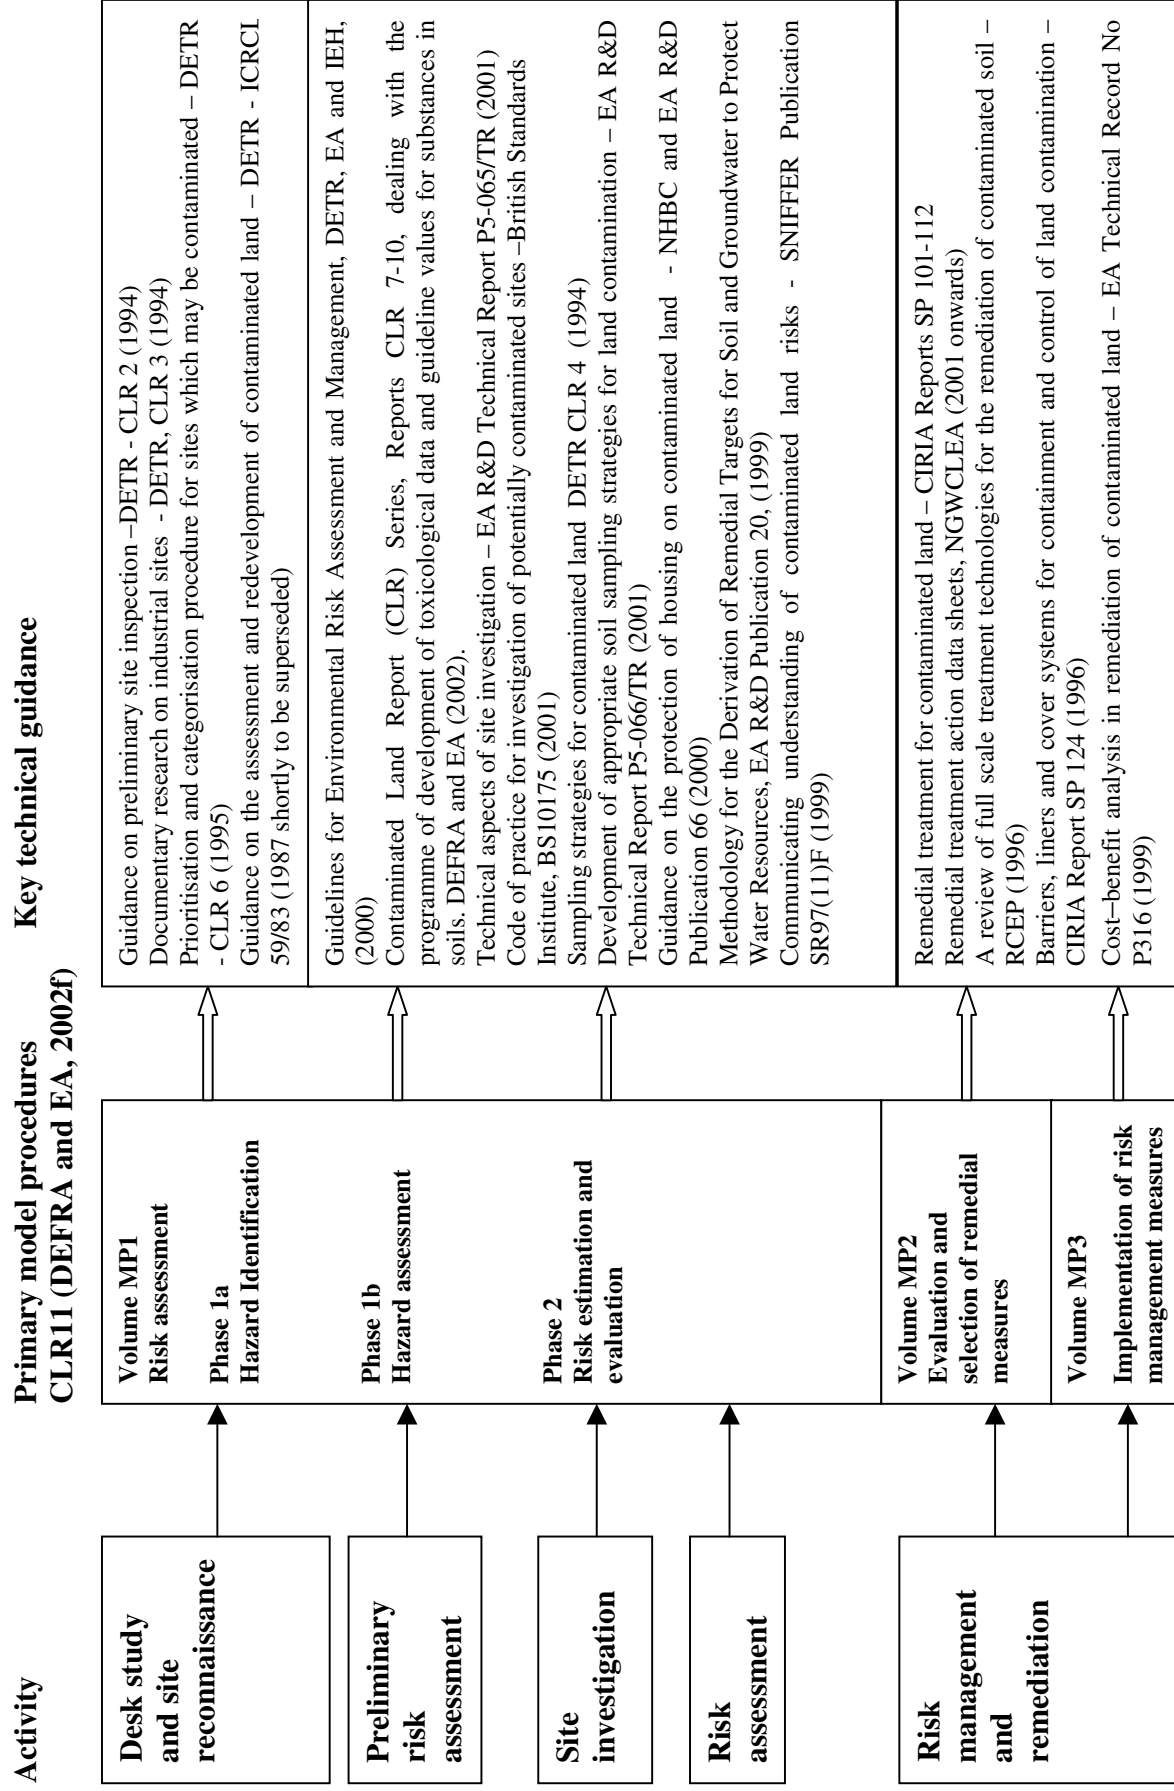 Activity
Primary model procedures
CLR11 (DEFRA and EA, 2002f)
Key technical guidance
Desk study
and site
reconnaissance
Preliminary
risk
assessment
Site
investigation
Risk
assessment
Risk
management
and
remediation
Volume MP1
Risk assessment
Phase 1a
Hazard Identification
Phase 1b
Hazard assessment
Phase 2
Risk estimation and
evaluation
Volume MP2
Evaluation and
selection of remedial
measures
Volume MP3
Implementation of risk
management measures
Guidance on preliminary site inspection –DETR - CLR 2 (1994)
Documentary research on industrial sites - DETR, CLR 3 (1994)
Prioritisation and categorisation procedure for sites which may be contaminated – DETR
- CLR 6 (1995)
Guidance on the assessment and redevelopment of contaminated land – DETR - ICRCL
59/83 (1987 shortly to be superseded)
Guidelines for Environmental Risk Assessment and Management, DETR, EA and IEH,
(2000)
Contaminated Land Report (CLR) Series, Reports CLR 7-10, dealing with the
programme of development of toxicological data and guideline values for substances in
soils. DEFRA and EA (2002).
Technical aspects of site investigation – EA R&D Technical Report P5-065/TR (2001)
Code of practice for investigation of potentially contaminated sites –British Standards
Institute, BS10175 (2001)
Sampling strategies for contaminated land DETR CLR 4 (1994)
Development of appropriate soil sampling strategies for land contamination – EA R&D
Technical Report P5-066/TR (2001)
Guidance on the protection of housing on contaminated land - NHBC and EA R&D
Publication 66 (2000)
Methodology for the Derivation of Remedial Targets for Soil and Groundwater to Protect
Water Resources, EA R&D Publication 20, (1999)
Communicating understanding of contaminated land risks - SNIFFER Publication
SR97(11)F (1999)
Remedial treatment for contaminated land – CIRIA Reports SP 101-112
Remedial treatment action data sheets, NGWCLEA (2001 onwards)
A review of full scale treatment technologies for the remediation of contaminated soil –
RCEP (1996)
Barriers, liners and cover systems for containment and control of land contamination –
CIRIA Report SP 124 (1996)
Cost–benefit analysis in remediation of contaminated land – EA Technical Record No
P316 (1999)